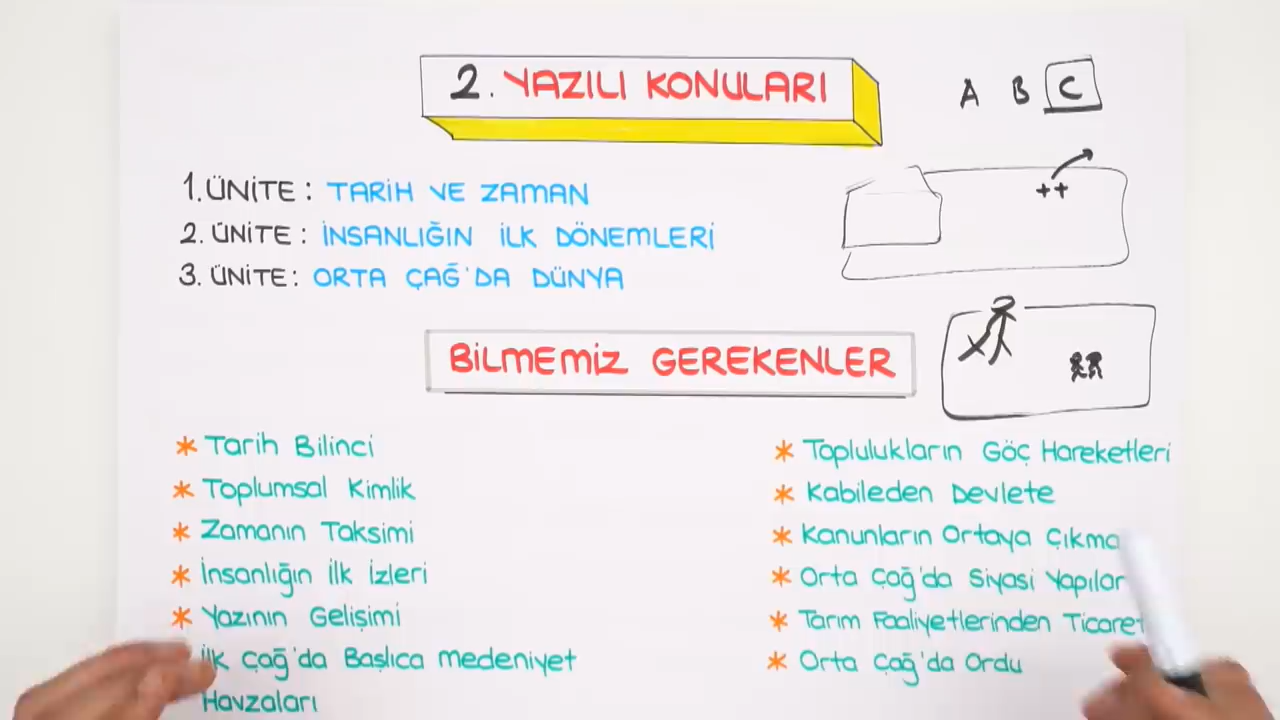 2. YAZILI KONULARI
A B C
1. ÜNİTE : TARİH VE ZAMAN
2. ÜNİTE : İNSANLIĞIN İLK DÖNEMLERİ
3. ÜNİTE : ORTA ÇAĞ'DA DÜNYA
++
BİLMEMİZ GEREKENLER
* Tarih Bilinci
* Toplumsal Kimlik
* Zamanın Taksimi
* İnsanlığın İlk İzleri
* Yazının Gelişimi
İlk Çağ'da Başlıca Medeniyet
Havzaları
* Toplulukların Göç Hareketleri
* Kabileden Devlete
* Kanunların Ortaya Çıkma
* Orta Çağ'da Siyasi Yapılar
* Tarım Faaliyetlerinden Ticaret
* Orta Çağ'da Ordu